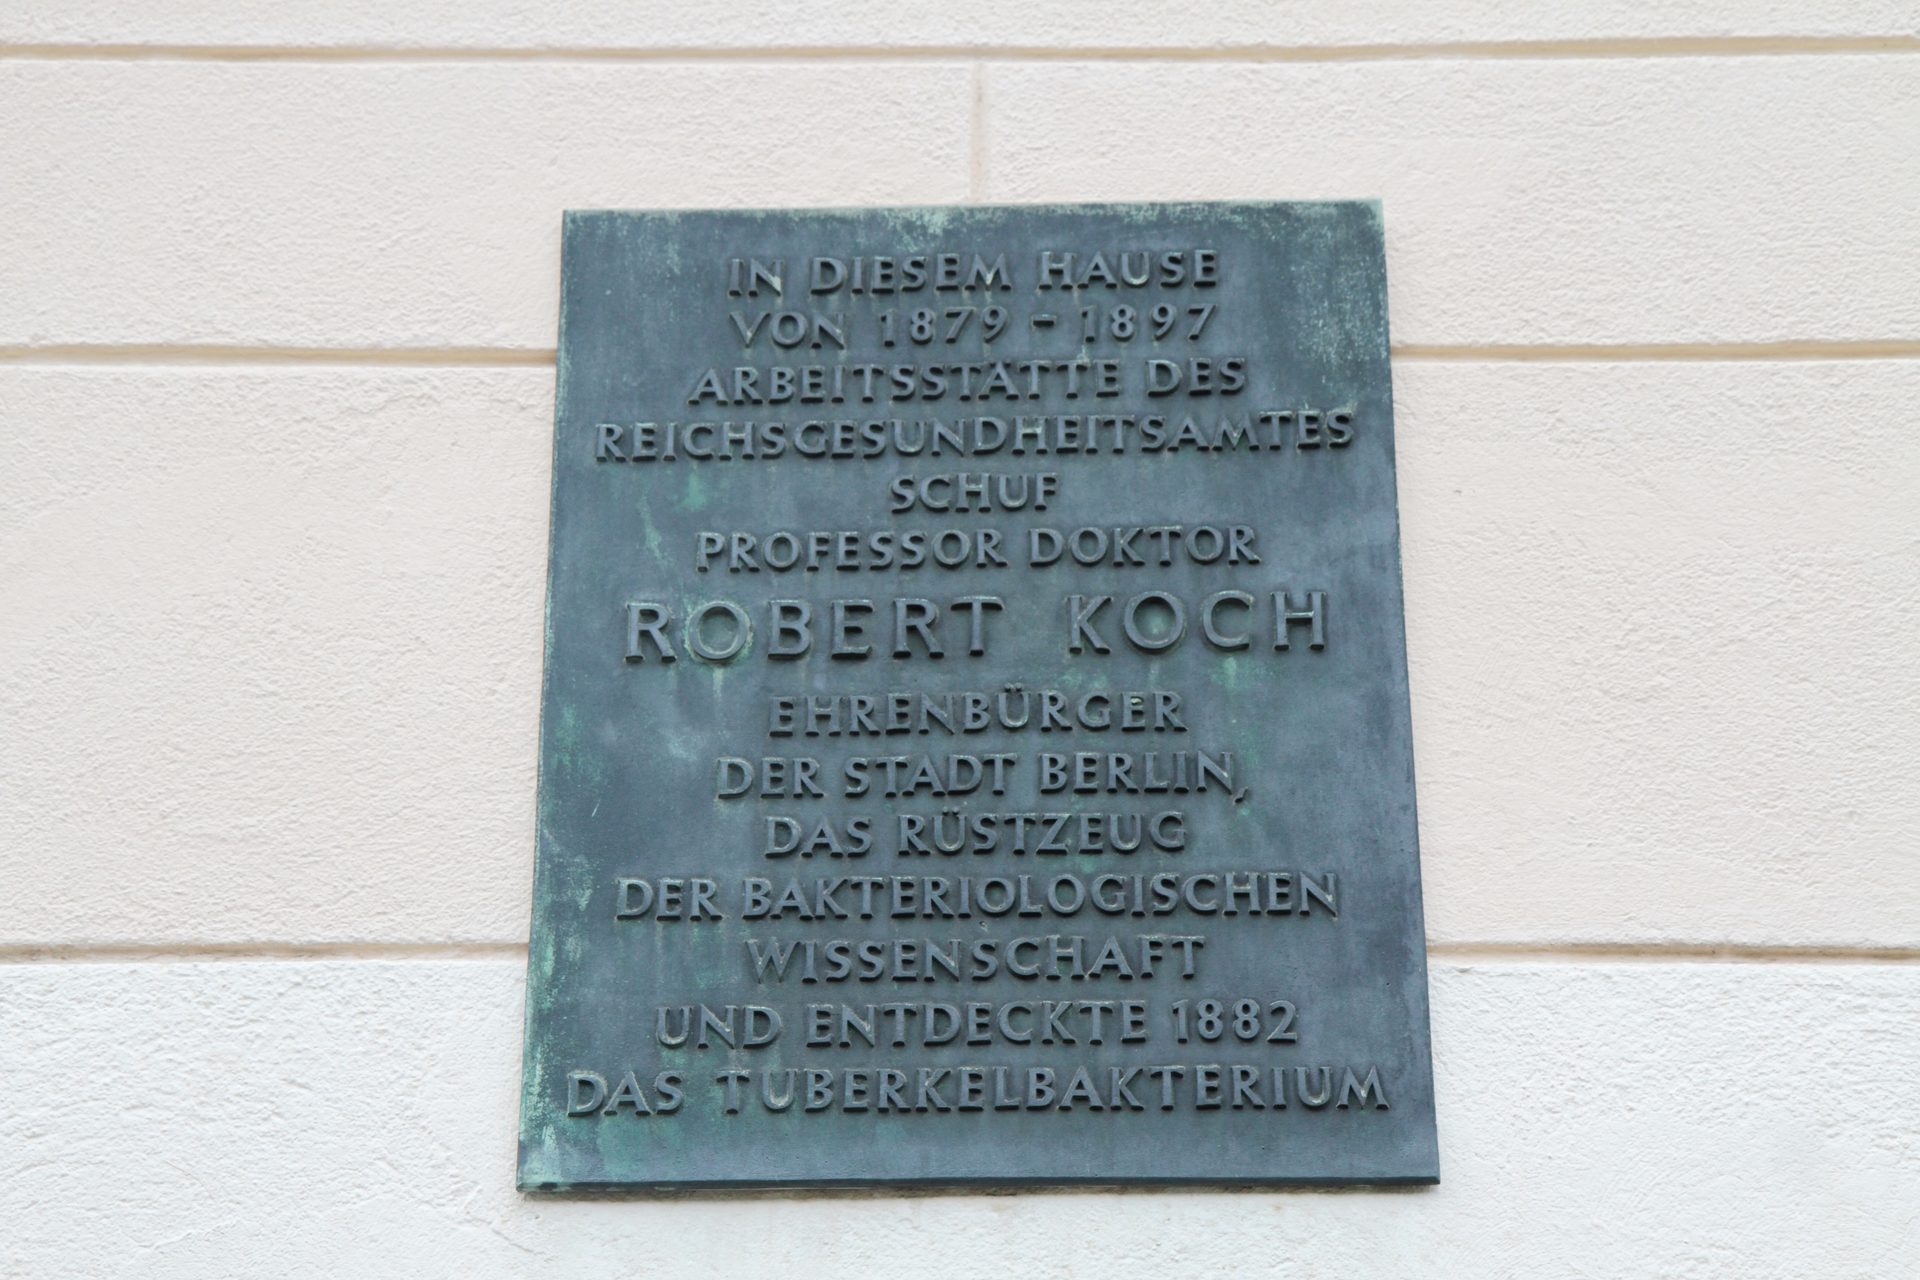 IN DIESEM HAUSE
VON 1879 - 1897
ARBEITSSTÄTTE DES
REICHSGESUNDHEITSAMTES
SCHUF
PROFESSOR DOKTOR
ROBERT KOCH
EHRENBÜRGER
DER STADT BERLIN,
DAS RÜSTZEUG
DER BAKTERIOLOGISCHEN
WISSENSCHAFT
UND ENTDECKTE 1882
DAS TUBERKELBAKTERIUM